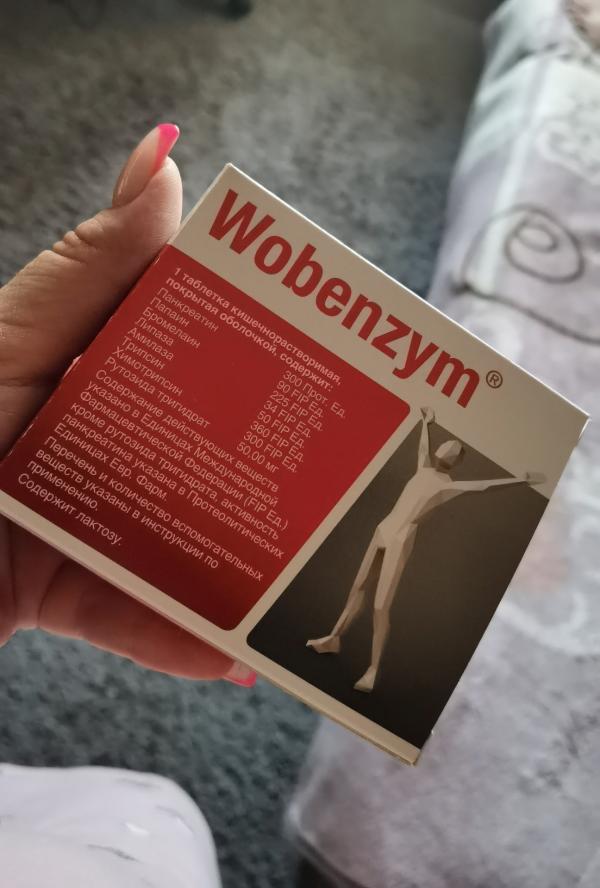 Wobenzym®
1 таблетка кишечнорастворимая,
покрытая оболочкой, содержит:
Панкреатин 300 Прот. Ед.
Папаин 90 FIP Ед.
Бромелаин 225 FIP Ед.
Липаза 34 FIP Ед.
Амилаза 50 FIP Ед.
Трипсин 360 FIP Ед.
Химотрипсин 300 FIP Ед.
Рутозида тригидрат 50.00 мг
Содержание действующих веществ
указано в Единицах Международной
Фармацевтической Федерации (FIP Ед.)
кроме рутозида тригидрата, активность
панкреатина указана в Протеолитических
Единицах Евр. Фарм.
Перечень и количество вспомогательных
веществ указаны в инструкции по
применению.
Содержит лактозу.